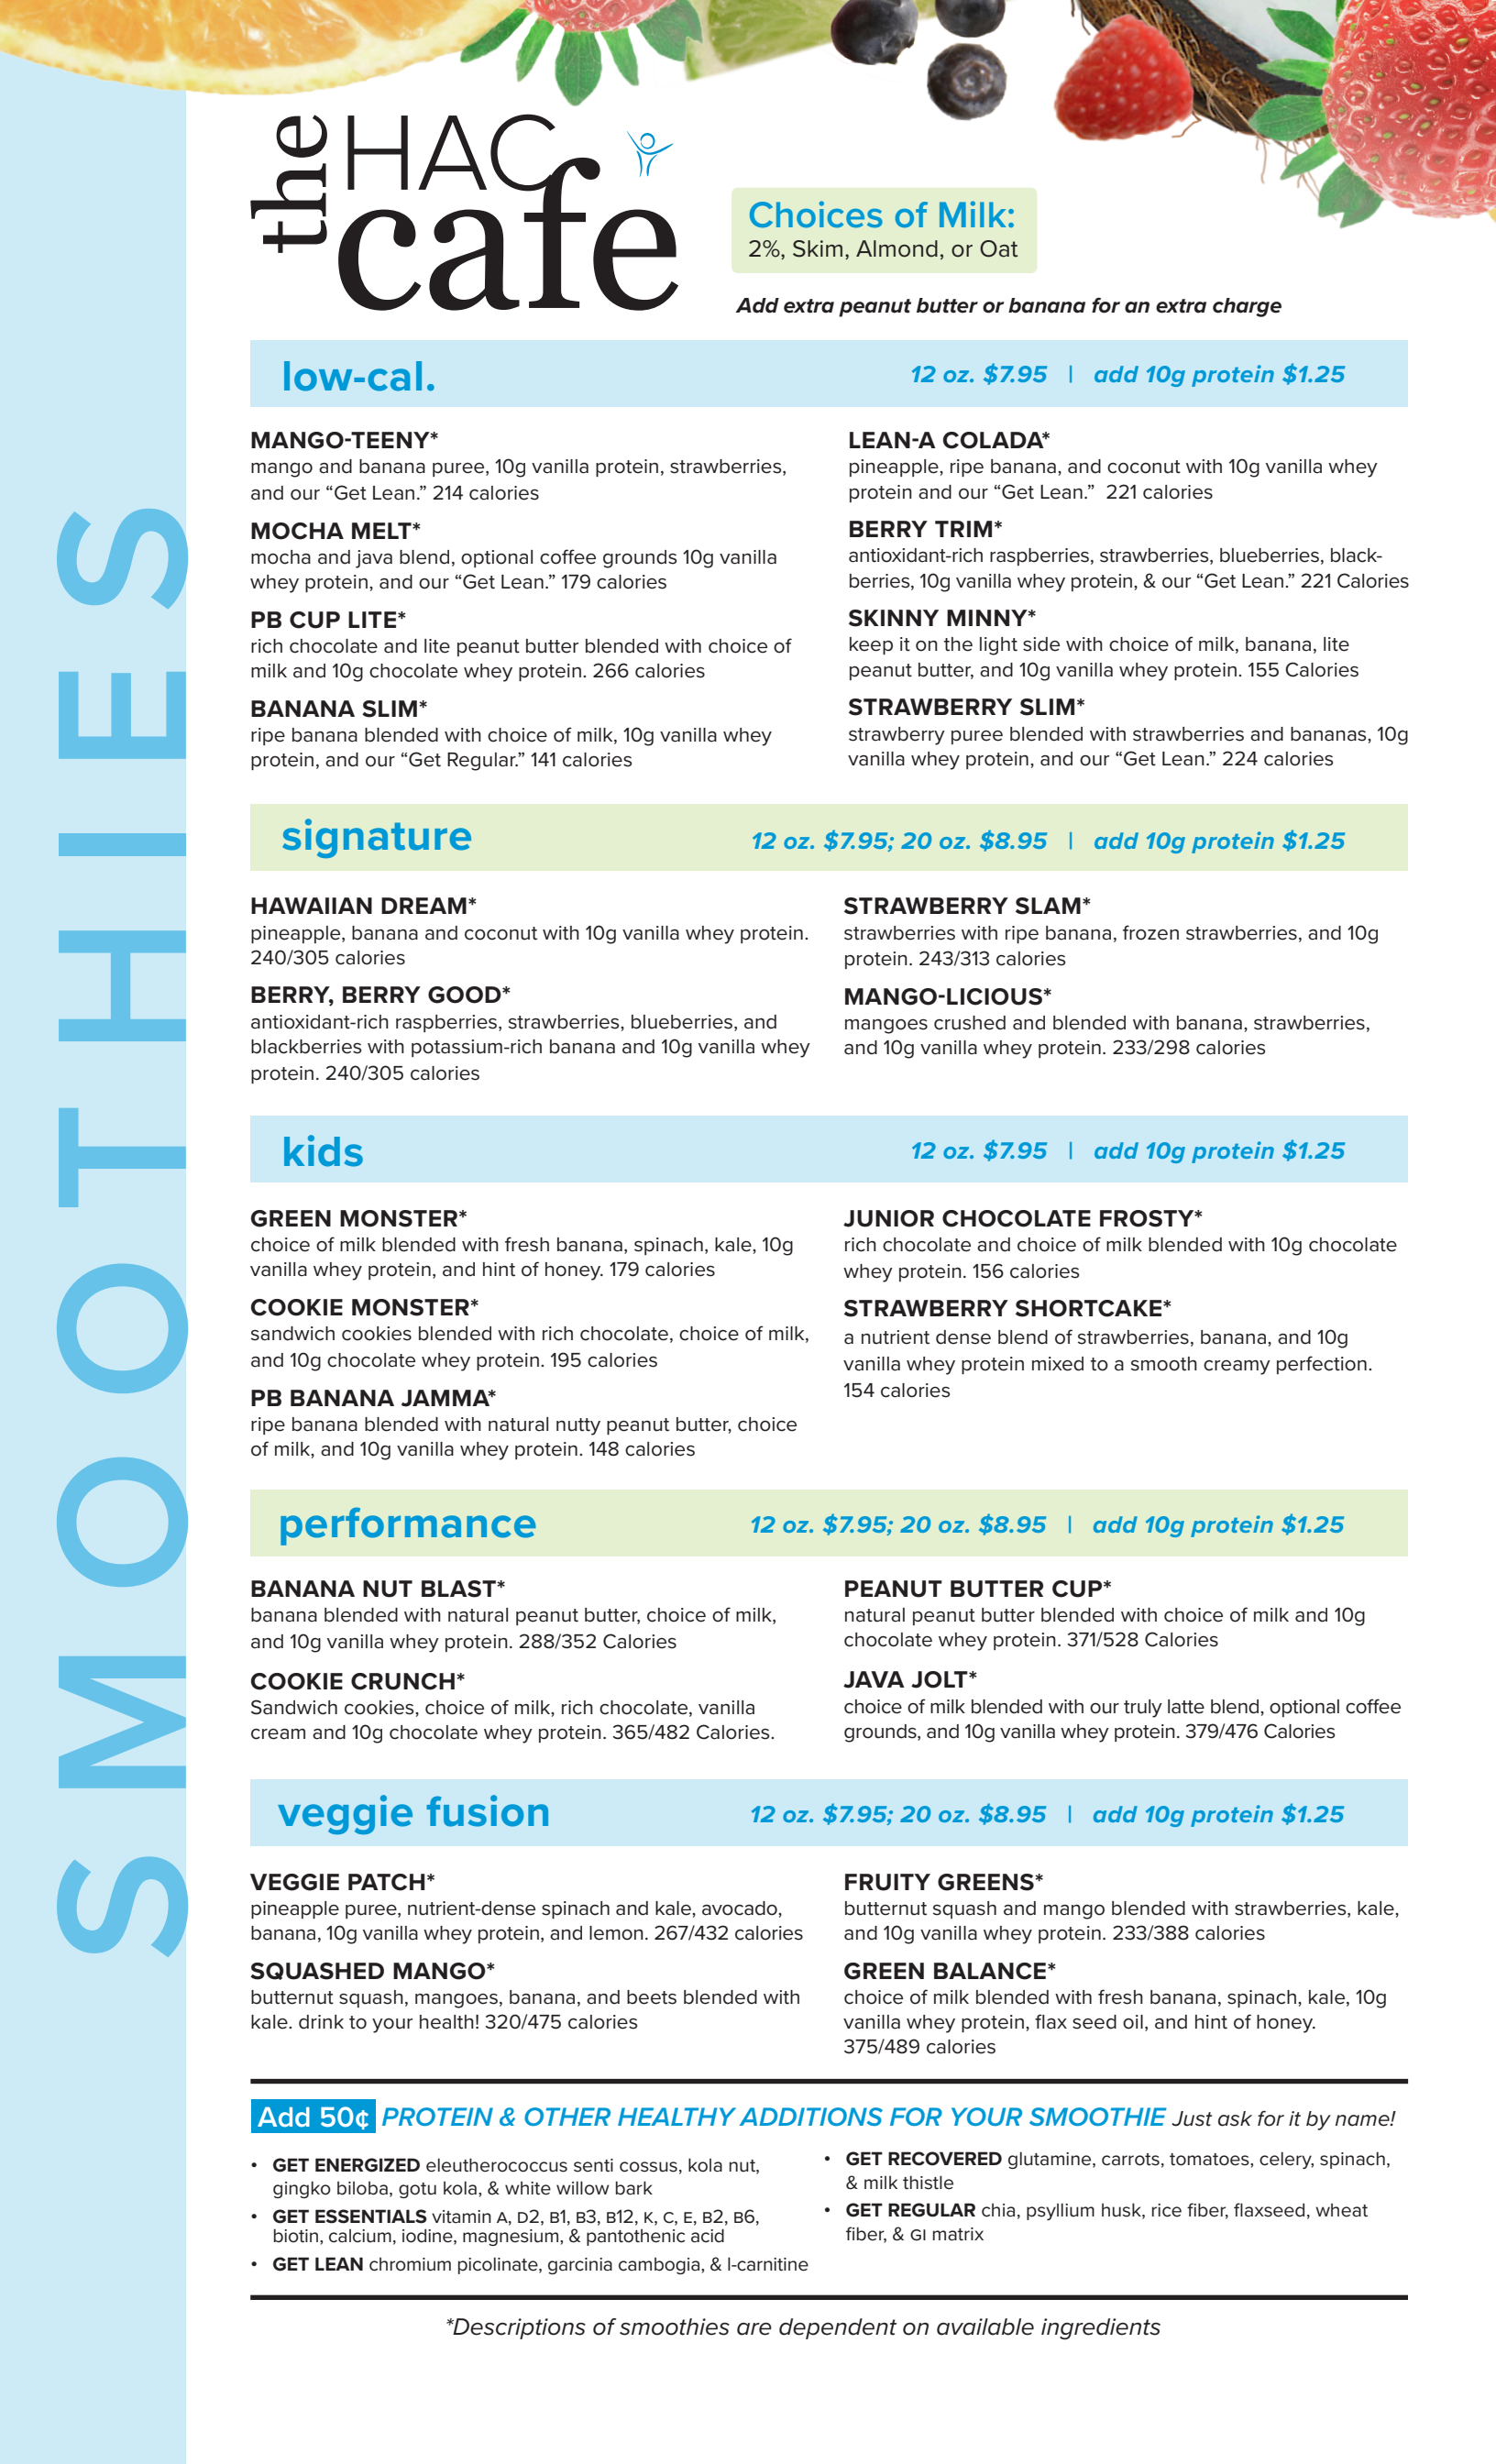 the HAC
cafe
Choices of Milk:
2%, Skim, Almond, or Oat
Add extra peanut butter or banana for an extra charge
SMOOTHIES
low-cal.
12 oz. $7.95 | add 10g protein $1.25
MANGO-TEENY*
mango and banana puree, 10g vanilla protein, strawberries,
and our “Get Lean.” 214 calories
MOCHA MELT*
mocha and java blend, optional coffee grounds 10g vanilla
whey protein, and our “Get Lean.” 179 calories
PB CUP LITE*
rich chocolate and lite peanut butter blended with choice of
milk and 10g chocolate whey protein. 266 calories
BANANA SLIM*
ripe banana blended with choice of milk, 10g vanilla whey
protein, and our “Get Regular.” 141 calories
LEAN-A COLADA*
pineapple, ripe banana, and coconut with 10g vanilla whey
protein and our “Get Lean.” 221 calories
BERRY TRIM*
antioxidant-rich raspberries, strawberries, blueberries, black-
berries, 10g vanilla whey protein, & our “Get Lean.” 221 Calories
SKINNY MINNY*
keep it on the light side with choice of milk, banana, lite
peanut butter, and 10g vanilla whey protein. 155 Calories
STRAWBERRY SLIM*
strawberry puree blended with strawberries and bananas, 10g
vanilla whey protein, and our “Get Lean.” 224 calories
signature
12 oz. $7.95; 20 oz. $8.95 | add 10g protein $1.25
HAWAIIAN DREAM*
pineapple, banana and coconut with 10g vanilla whey protein.
240/305 calories
BERRY, BERRY GOOD*
antioxidant-rich raspberries, strawberries, blueberries, and
blackberries with potassium-rich banana and 10g vanilla whey
protein. 240/305 calories
STRAWBERRY SLAM*
strawberries with ripe banana, frozen strawberries, and 10g
protein. 243/313 calories
MANGO-LICIOUS*
mangoes crushed and blended with banana, strawberries,
and 10g vanilla whey protein. 233/298 calories
kids
12 oz. $7.95 | add 10g protein $1.25
GREEN MONSTER*
choice of milk blended with fresh banana, spinach, kale, 10g
vanilla whey protein, and hint of honey. 179 calories
COOKIE MONSTER*
sandwich cookies blended with rich chocolate, choice of milk,
and 10g chocolate whey protein. 195 calories
PB BANANA JAMMA*
ripe banana blended with natural nutty peanut butter, choice
of milk, and 10g vanilla whey protein. 148 calories
JUNIOR CHOCOLATE FROSTY*
rich chocolate and choice of milk blended with 10g chocolate
whey protein. 156 calories
STRAWBERRY SHORTCAKE*
a nutrient dense blend of strawberries, banana, and 10g
vanilla whey protein mixed to a smooth creamy perfection.
154 calories
performance
12 oz. $7.95; 20 oz. $8.95 | add 10g protein $1.25
BANANA NUT BLAST*
banana blended with natural peanut butter, choice of milk,
and 10g vanilla whey protein. 288/352 Calories
COOKIE CRUNCH*
Sandwich cookies, choice of milk, rich chocolate, vanilla
cream and 10g chocolate whey protein. 365/482 Calories.
PEANUT BUTTER CUP*
natural peanut butter blended with choice of milk and 10g
chocolate whey protein. 371/528 Calories
JAVA JOLT*
choice of milk blended with our truly latte blend, optional coffee
grounds, and 10g vanilla whey protein. 379/476 Calories
veggie fusion
12 oz. $7.95; 20 oz. $8.95 | add 10g protein $1.25
VEGGIE PATCH*
pineapple puree, nutrient-dense spinach and kale, avocado,
banana, 10g vanilla whey protein, and lemon. 267/432 calories
SQUASHED MANGO*
butternut squash, mangoes, banana, and beets blended with
kale. drink to your health! 320/475 calories
FRUITY GREENS*
butternut squash and mango blended with strawberries, kale,
and 10g vanilla whey protein. 233/388 calories
GREEN BALANCE*
choice of milk blended with fresh banana, spinach, kale, 10g
vanilla whey protein, flax seed oil, and hint of honey.
375/489 calories
Add 50¢ PROTEIN & OTHER HEALTHY ADDITIONS FOR YOUR SMOOTHIE Just ask for it by name!
• GET ENERGIZED eleutherococcus senti cossus, kola nut,
gingko biloba, gotu kola, & white willow bark
• GET ESSENTIALS vitamin A, D2, B1, B3, B12, K, C, E, B2, B6,
biotin, calcium, iodine, magnesium, & pantothenic acid
• GET LEAN chromium picolinate, garcinia cambogia, & l-carnitine
• GET RECOVERED glutamine, carrots, tomatoes, celery, spinach,
& milk thistle
• GET REGULAR chia, psyllium husk, rice fiber, flaxseed, wheat
fiber, & GI matrix
*Descriptions of smoothies are dependent on available ingredients